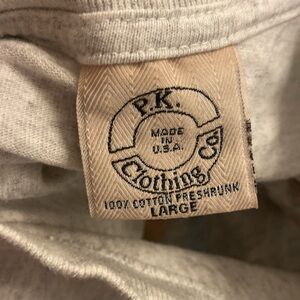 P.K.
MADE
IN
U.S.A.
Clothing Co.
100% COTTON PRESHRUNK
LARGE